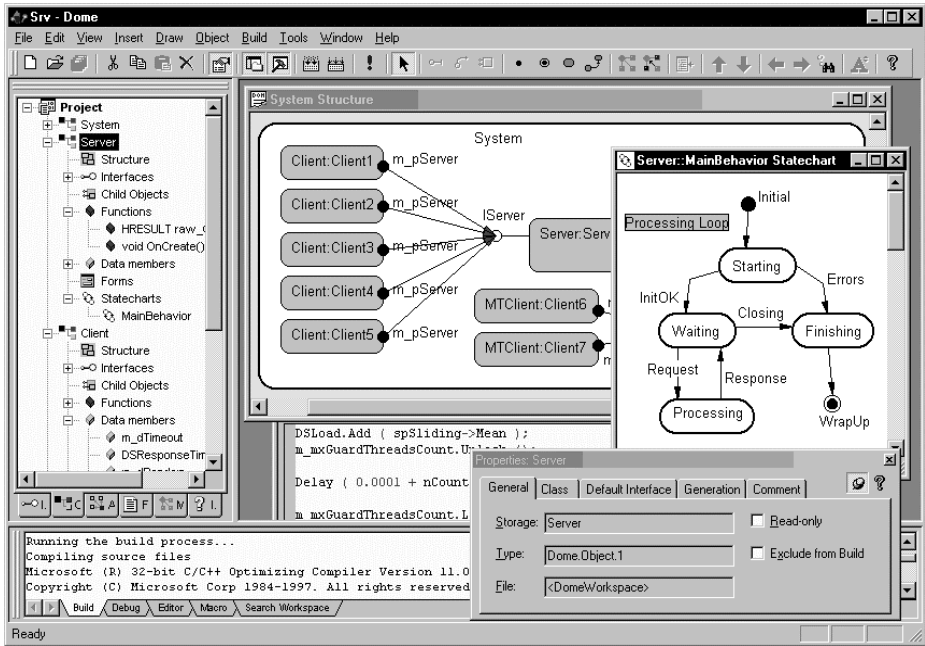 Srv - Dome
File Edit View Insert Draw Object Build Tools Window Help
Project
System
Server
Structure
Interfaces
Child Objects
Functions
HRESULT raw_
void OnCreate()
Data members
Forms
Statecharts
MainBehavior
Client
Structure
Interfaces
Child Objects
Functions
Data members
m_dTimeout
DSResponseTim
I. C A F M I.
System Structure
System
Client:Client1 m_pServer
Client:Client2 m_pServer
Client:Client3 m_pServer
Client:Client4 m_pServer
Client:Client5 m_pServer
IServer
Server:Serv
MTClient:Client6
MTClient:Client7
Server::MainBehavior Statechart
Initial
Processing Loop
Starting
Errors
InitOK
Closing
Waiting
Finishing
Request
Response
Processing
WrapUp
DSLoad.Add ( spSliding->Mean );
m_mxGuardThreadsCount.Unlock ();
Delay ( 0.0001 + nCount
m_mxGuardThreadsCount.L
Properties: Server
General Class Default Interface Generation Comment
Storage: Server
Read-only
Type: Dome.Object.1
Exclude from Build
File: <DomeWorkspace>
Running the build process...
Compiling source files
Microsoft (R) 32-bit C/C++ Optimizing Compiler Version 11.0
Copyright (C) Microsoft Corp 1984-1997. All rights reserved
Build Debug Editor Macro Search Workspace
Ready